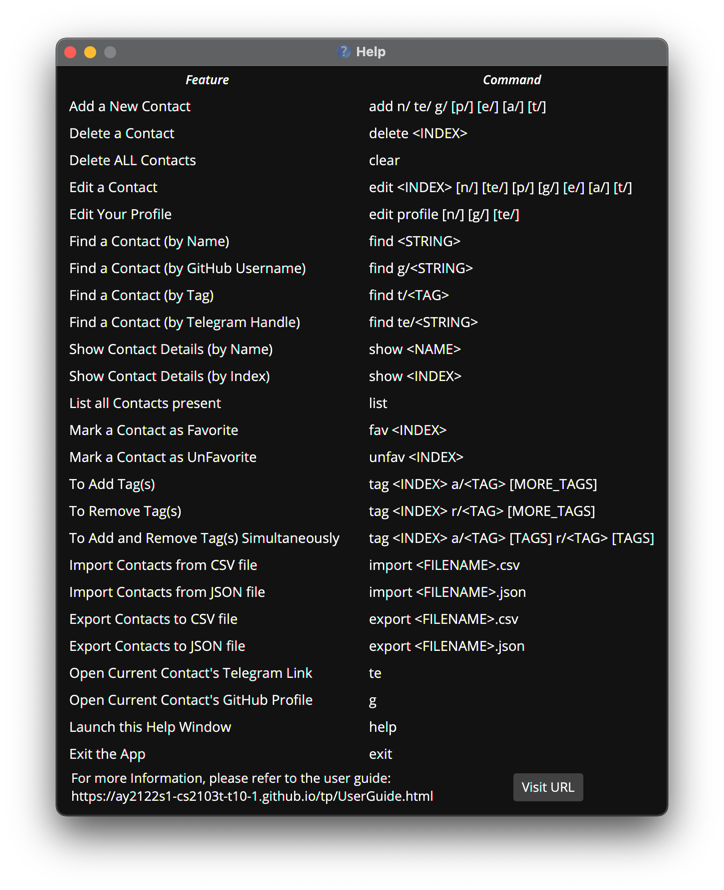 Help
Feature Command
Add a New Contact add n/ te/ g/ [p/] [e/] [a/] [t/]
Delete a Contact delete <INDEX>
Delete ALL Contacts clear
Edit a Contact edit <INDEX> [n/] [te/] [p/] [g/] [e/] [a/] [t/]
Edit Your Profile edit profile [n/] [g/] [te/]
Find a Contact (by Name) find <STRING>
Find a Contact (by GitHub Username) find g/<STRING>
Find a Contact (by Tag) find t/<TAG>
Find a Contact (by Telegram Handle) find te/<STRING>
Show Contact Details (by Name) show <NAME>
Show Contact Details (by Index) show <INDEX>
List all Contacts present list
Mark a Contact as Favorite fav <INDEX>
Mark a Contact as UnFavorite unfav <INDEX>
To Add Tag(s) tag <INDEX> a/<TAG> [MORE_TAGS]
To Remove Tag(s) tag <INDEX> r/<TAG> [MORE_TAGS]
To Add and Remove Tag(s) Simultaneously tag <INDEX> a/<TAG> [TAGS] r/<TAG> [TAGS]
Import Contacts from CSV file import <FILENAME>.csv
Import Contacts from JSON file import <FILENAME>.json
Export Contacts to CSV file export <FILENAME>.csv
Export Contacts to JSON file export <FILENAME>.json
Open Current Contact's Telegram Link te
Open Current Contact's GitHub Profile g
Launch this Help Window help
Exit the App exit
For more Information, please refer to the user guide:
https://ay2122s1-cs2103t-t10-1.github.io/tp/UserGuide.html
Visit URL